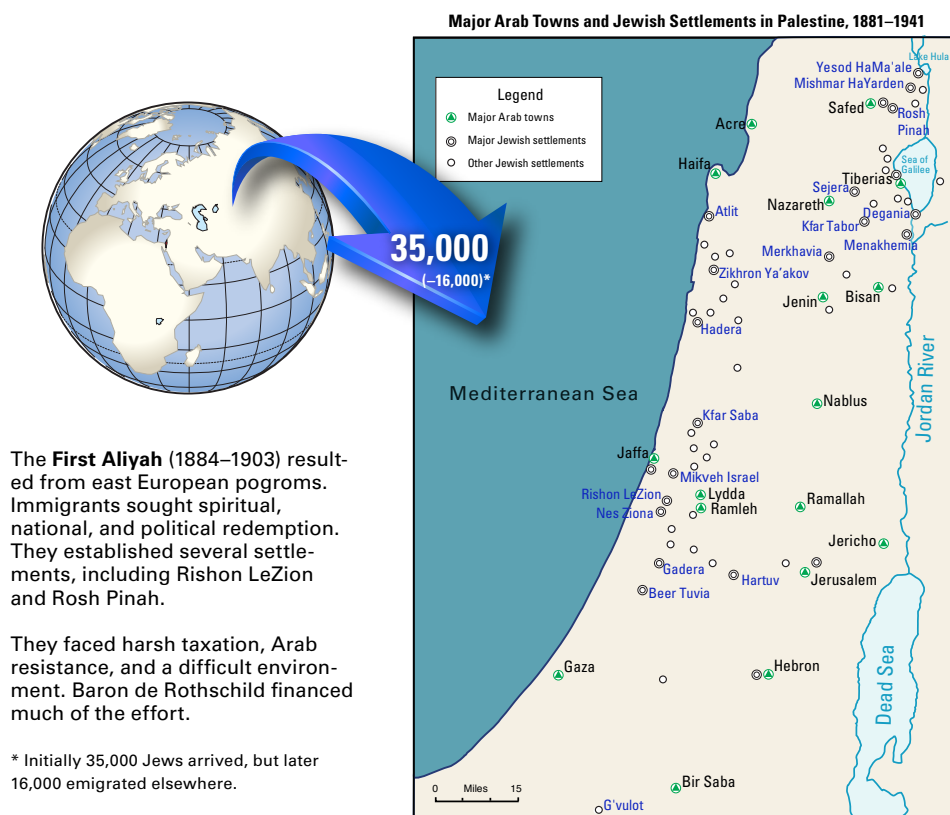 Major Arab Towns and Jewish Settlements in Palestine, 1881–1941
Legend
Major Arab towns
Major Jewish settlements
Other Jewish settlements
35,000
(–16,000)*
The First Aliyah (1884–1903) result-
ed from east European pogroms.
Immigrants sought spiritual,
national, and political redemption.
They established several settle-
ments, including Rishon LeZion
and Rosh Pinah.
They faced harsh taxation, Arab
resistance, and a difficult environ-
ment. Baron de Rothschild financed
much of the effort.
* Initially 35,000 Jews arrived, but later
16,000 emigrated elsewhere.
Lake Hula
Yesod HaMa'ale
Mishmar HaYarden
Safed
Rosh
Pinah
Acre
Haifa
Sea of
Galilee
Tiberias
Sejera
Nazareth
Atlit
Degania
Kfar Tabor
Menakhemia
Merkhavia
Zikhron Ya'akov
Jenin
Bisan
Hadera
Jordan River
Mediterranean Sea
Nablus
Kfar Saba
Jaffa
Mikveh Israel
Rishon LeZion
Lydda
Ramallah
Nes Ziona
Ramleh
Jericho
Gadera
Hartuv
Jerusalem
Beer Tuvia
Gaza
Hebron
Dead Sea
Bir Saba
0 Miles 15
G'vulot